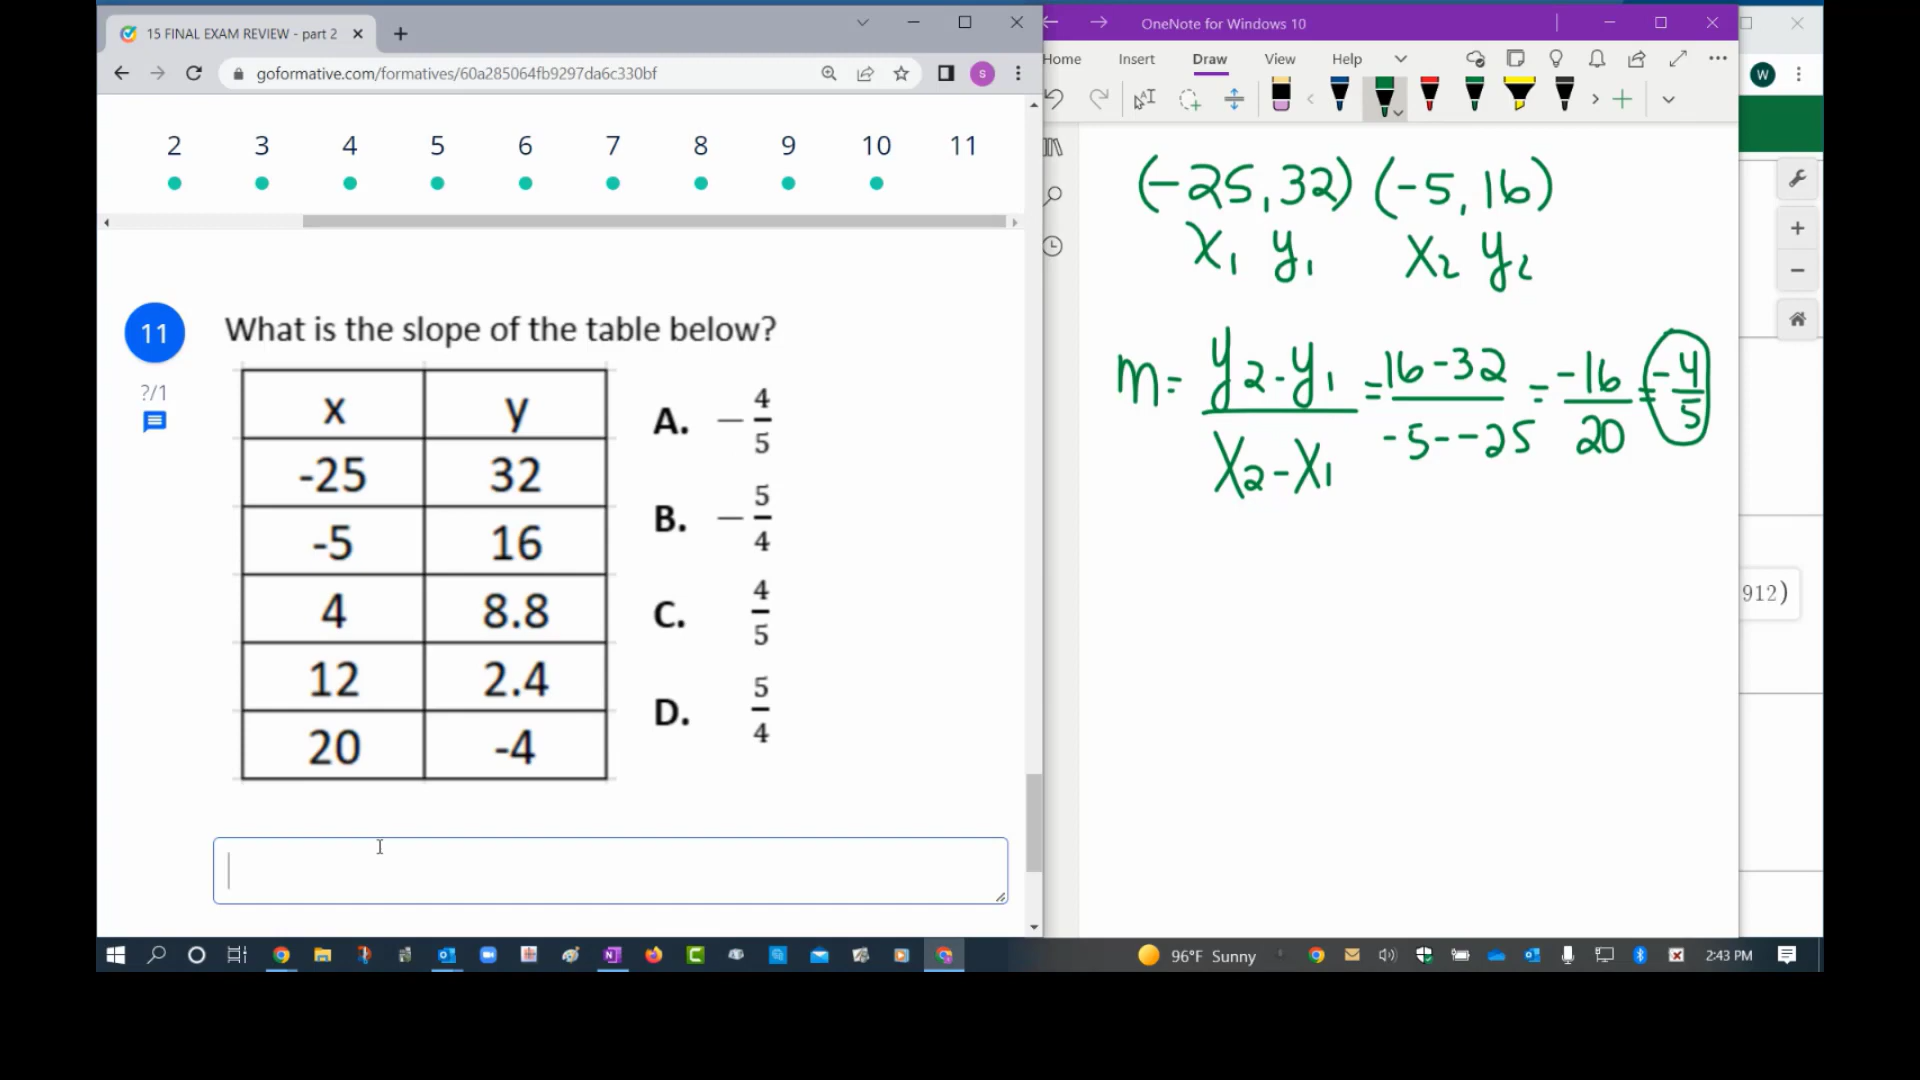 15 FINAL EXAM REVIEW - part 2
goformative.com/formatives/60a285064fb9297da6c330bf
S
2 3 4 5 6 7 8 9 10 11
11
?/1
What is the slope of the table below?
x y
-25 32
-5 16
4 8.8
12 2.4
20 -4
A. − 4/5
B. − 5/4
C. 4/5
D. 5/4
OneNote for Windows 10
Home Insert Draw View Help
W
(-25, 32) (-5, 16)
x₁ y₁ x₂ y₂
m = y₂-y₁ / x₂-x₁ = 16-32 / -5--25 = -16 / 20 = -4/5
912)
96°F Sunny
2:43 PM